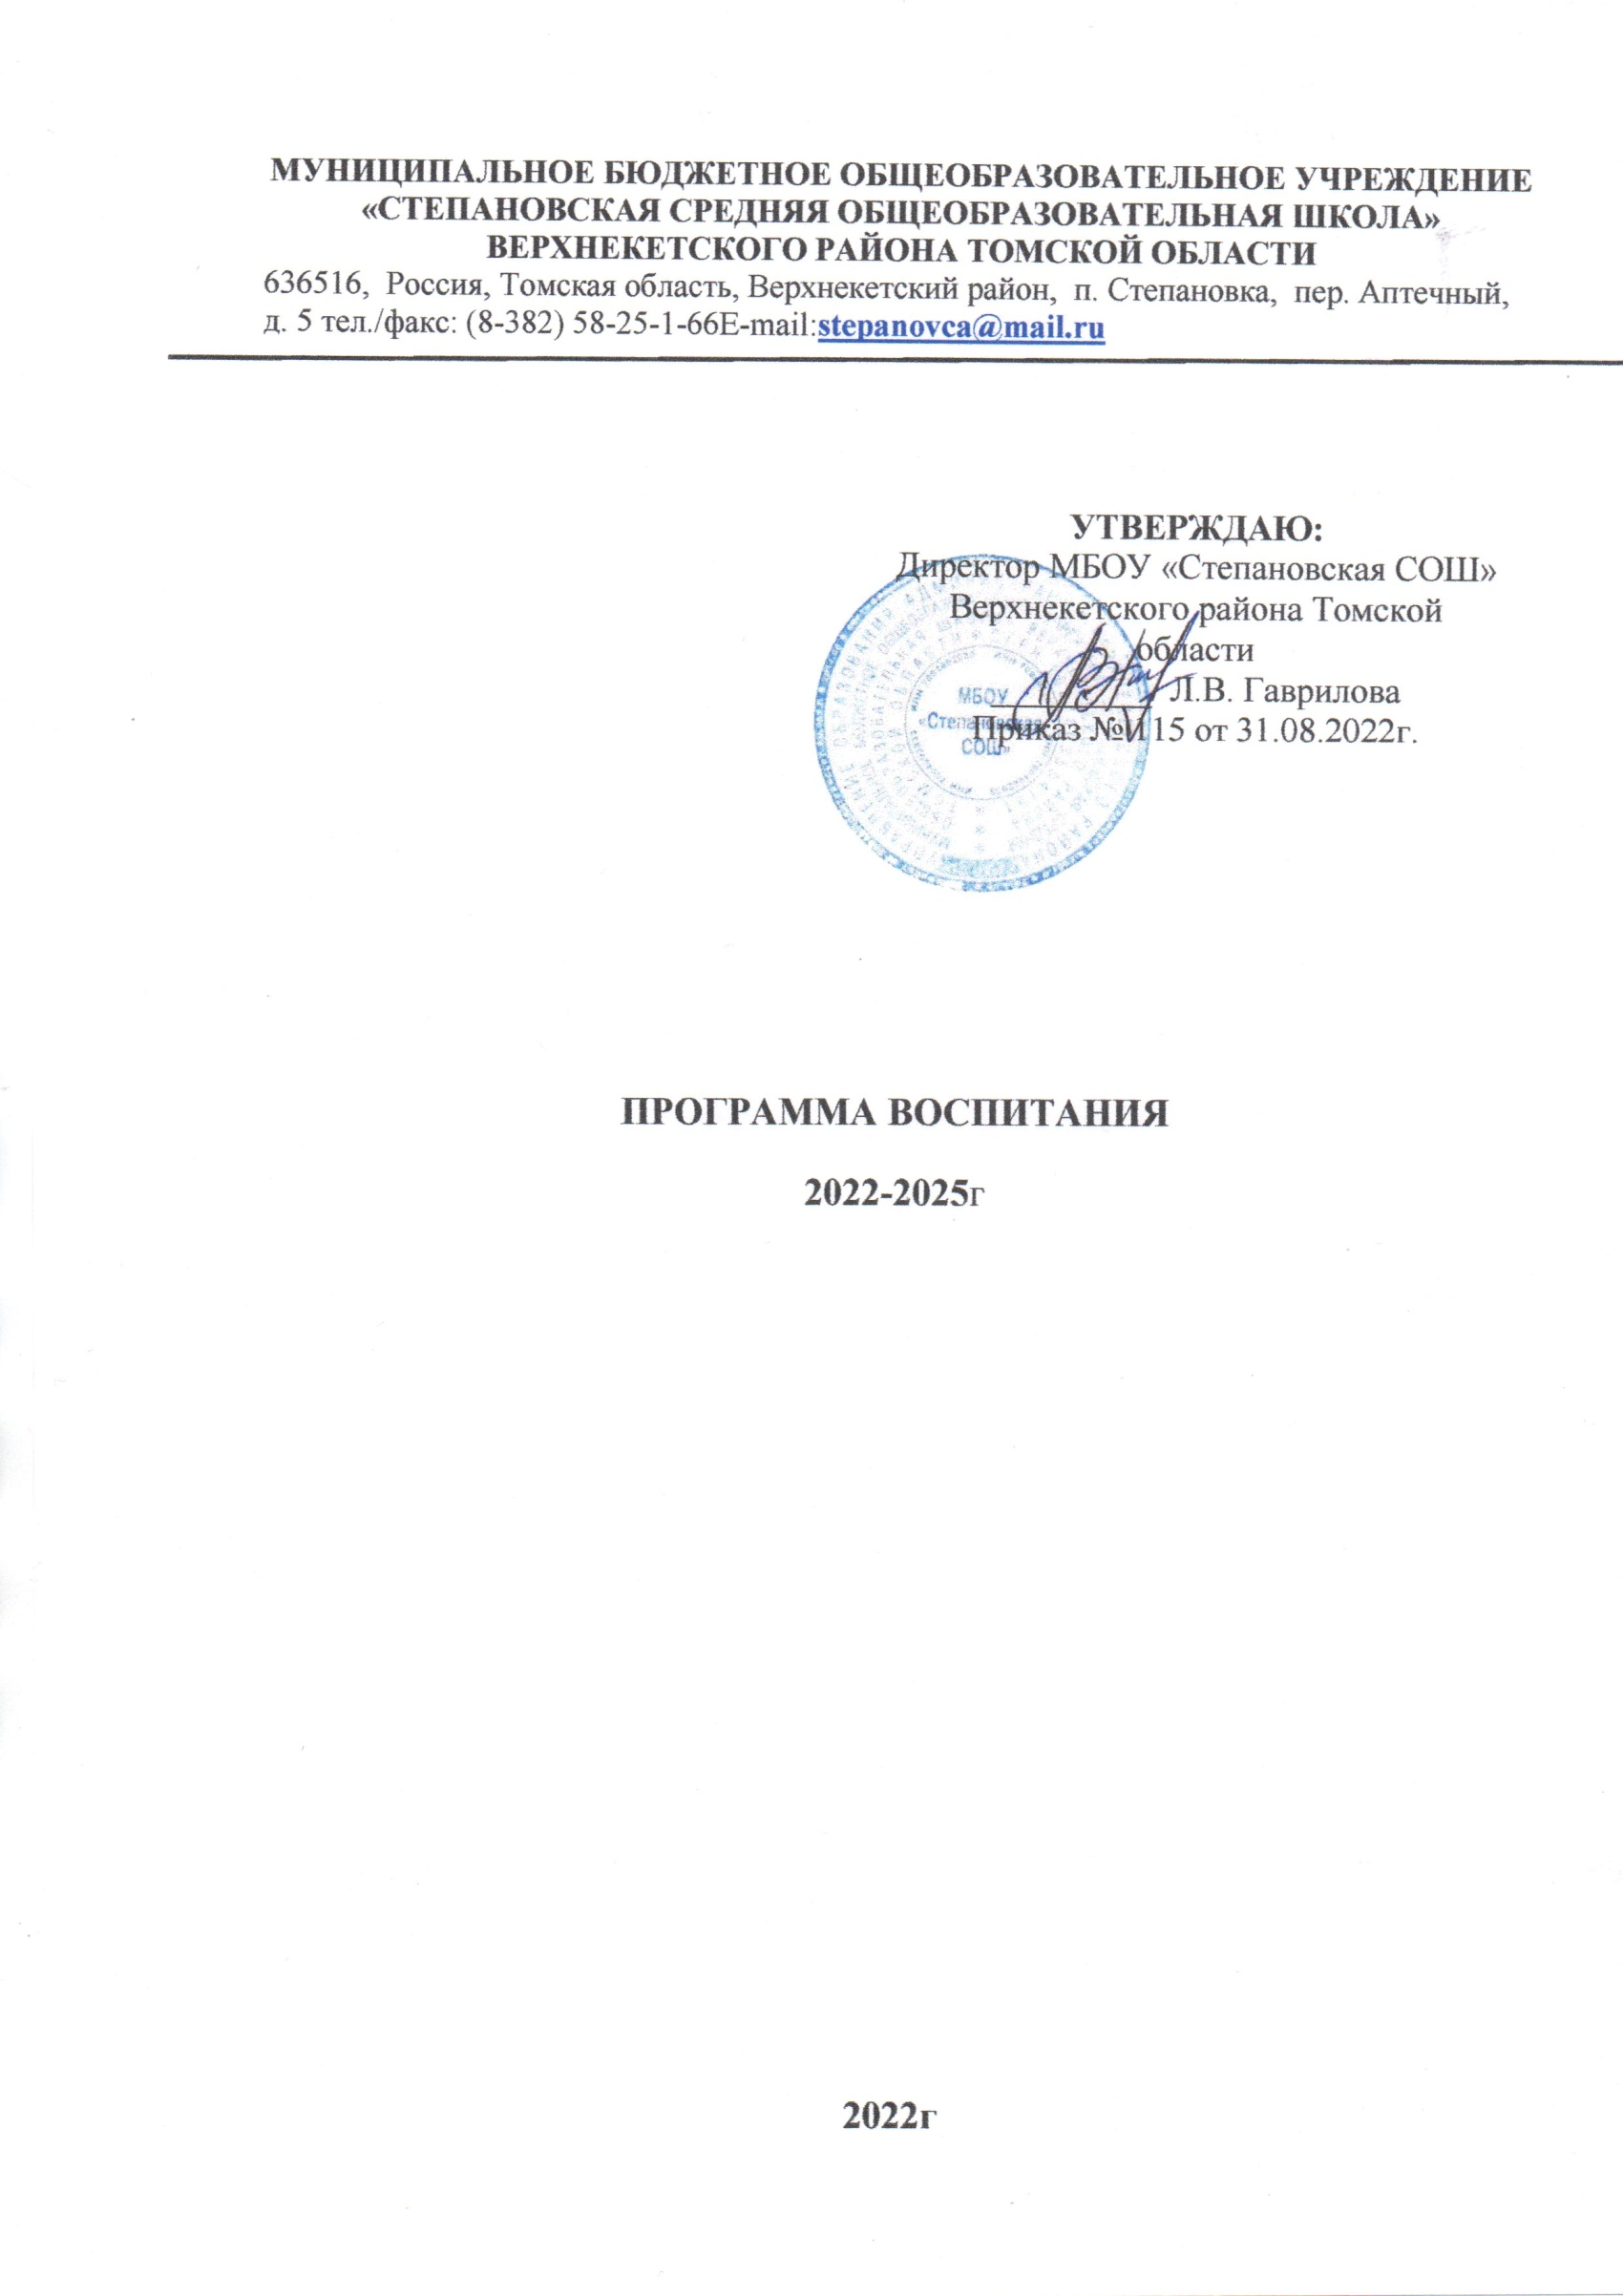 МУНИЦИПАЛЬНОЕ БЮДЖЕТНОЕ ОБЩЕОБРАЗОВАТЕЛЬНОЕ УЧРЕЖДЕНИЕ
«СТЕПАНОВСКАЯ СРЕДНЯЯ ОБЩЕОБРАЗОВАТЕЛЬНАЯ ШКОЛА»
ВЕРХНЕКЕТСКОГО РАЙОНА ТОМСКОЙ ОБЛАСТИ
636516, Россия, Томская область, Верхнекетский район, п. Степановка, пер. Аптечный,
д. 5 тел./факс: (8-382) 58-25-1-66E-mail:stepanovca@mail.ru
УТВЕРЖДАЮ:
Директор МБОУ «Степановская СОШ»
Верхнекетского района Томской
области
Л.В. Гаврилова
Приказ 15 от 31.08.2022г.
МБОУ
«Степановская
СОШ»
ПРОГРАММА ВОСПИТАНИЯ
2022-2025г
2022г